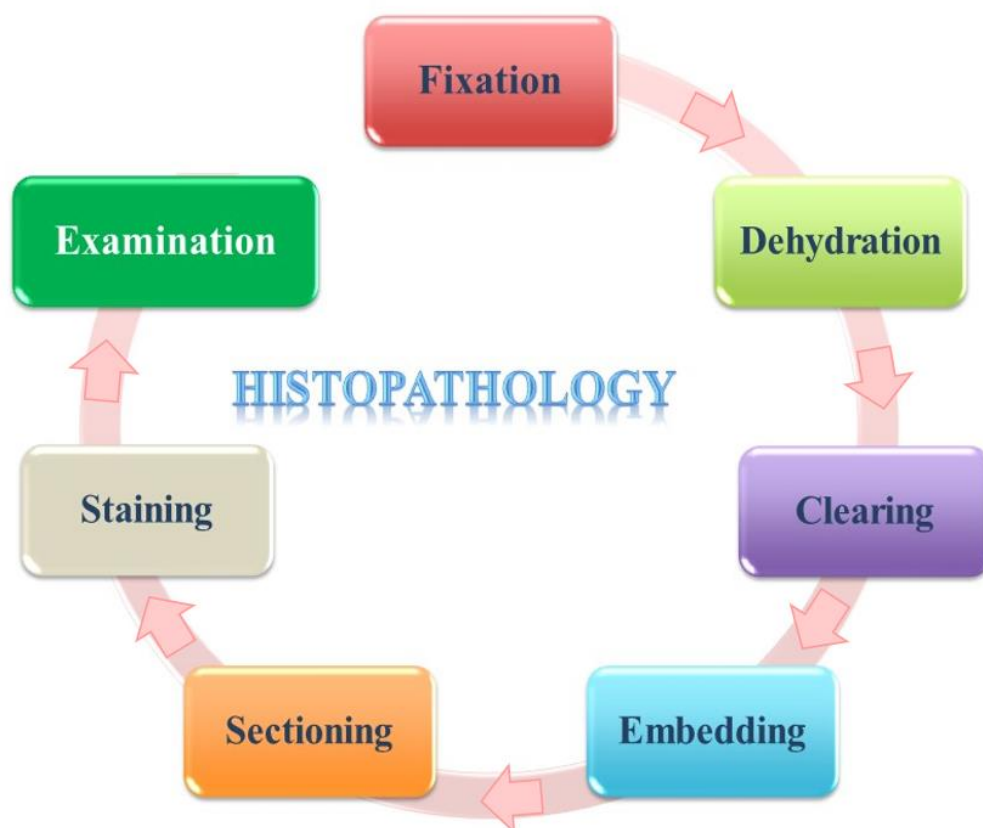 Fixation
Dehydration
Clearing
Embedding
Sectioning
Staining
Examination
HISTOPATHOLOGY